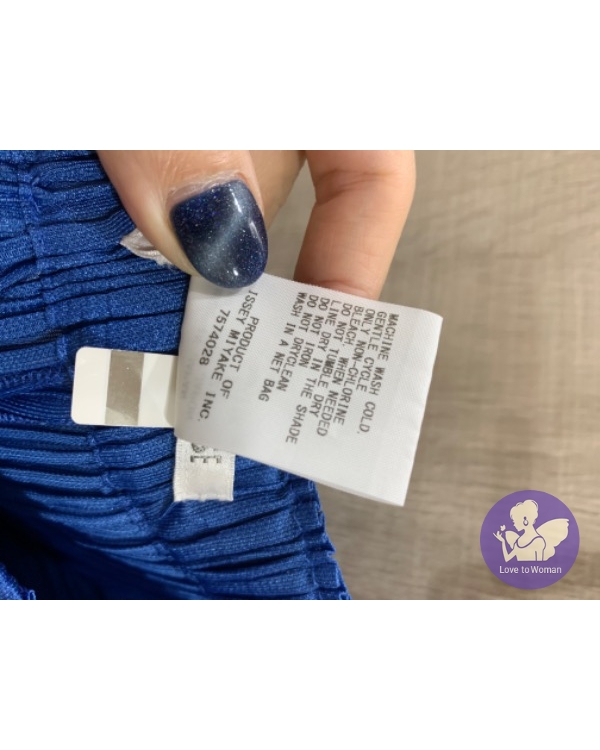 MACHINE WASH COLD,
GENTLE CYCLE
ONLY NON-CHLORINE
BLEACH, WHEN NEEDED
DO NOT TUMBLE DRY
LINE DRY IN THE SHADE
DO NOT IRON
DO NOT DRYCLEAN
WASH IN A NET BAG
PRODUCT OF
ISSEY MIYAKE INC.
7574028
Love to Woman